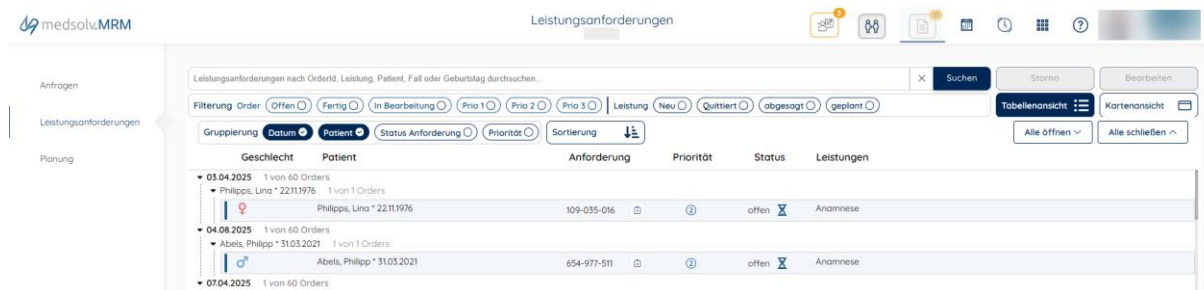 medsolv.MRM
Leistungsanforderungen
3
Anfragen
Leistungsanforderungen
Planung
Leistungsanforderungen nach OrderId, Leistung, Patient, Fall oder Geburtstag durchsuchen...
Suchen
Storno
Bearbeiten
Filterung Order Offen Fertig In Bearbeitung Prio 1 Prio 2 Prio 3 Leistung Neu Quittiert abgesagt geplant
Tabellenansicht
Kartenansicht
Gruppierung Datum Patient Status Anforderung Priorität Sortierung
Alle öffnen
Alle schließen
Geschlecht Patient Anforderung Priorität Status Leistungen
03.04.2025 1 von 60 Orders
Philipps, Lina * 22.11.1976 1 von 1 Orders
Philipps, Lina * 22.11.1976 109-035-016 2 offen Anamnese
04.08.2025 1 von 60 Orders
Abels, Philipp * 31.03.2021 1 von 1 Orders
Abels, Philipp * 31.03.2021 654-977-511 2 offen Anamnese
07.04.2025 1 von 60 Orders